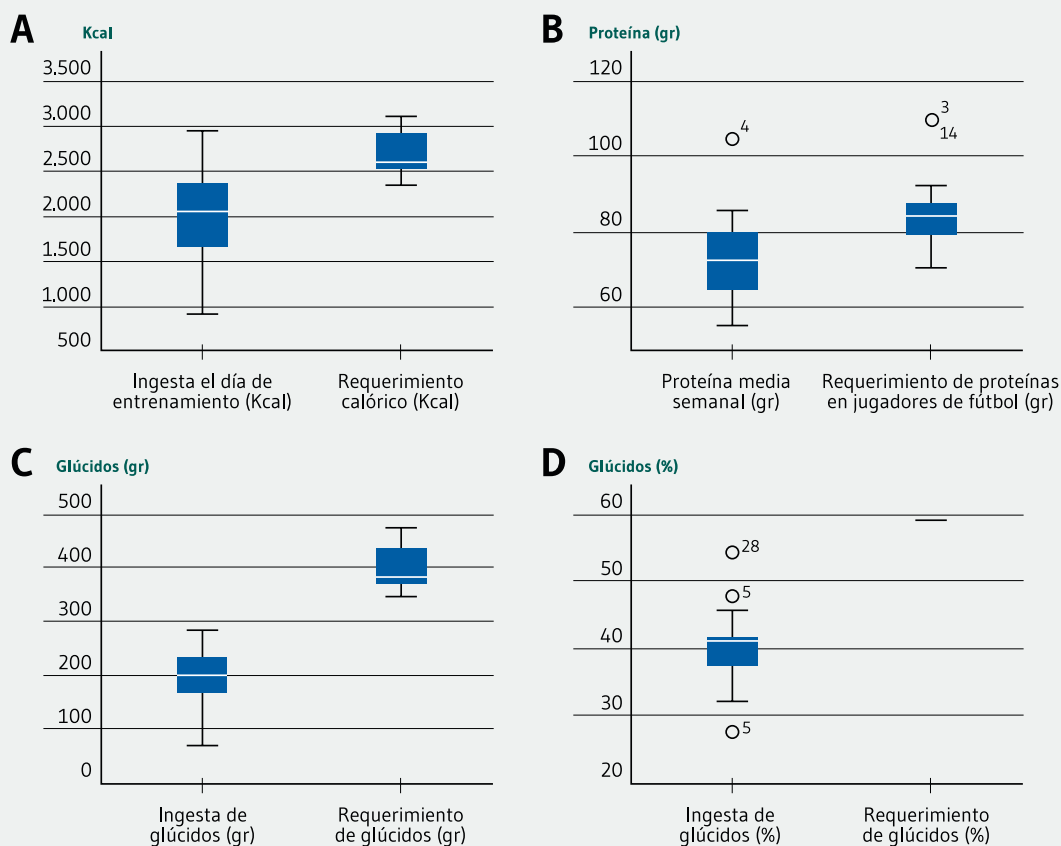 A
Kcal
3.500
3.000
2.500
2.000
1.500
1.000
500
Ingesta el día de
entrenamiento (Kcal)
Requerimiento
calórico (Kcal)
B
Proteína (gr)
120
100
80
60
4
3
14
Proteína media
semanal (gr)
Requerimiento de proteínas
en jugadores de fútbol (gr)
C
Glúcidos (gr)
500
400
300
200
100
0
Ingesta de
glúcidos (gr)
Requerimiento
de glúcidos (gr)
D
Glúcidos (%)
60
50
40
30
20
28
5
5
Ingesta de
glúcidos (%)
Requerimiento
de glúcidos (%)